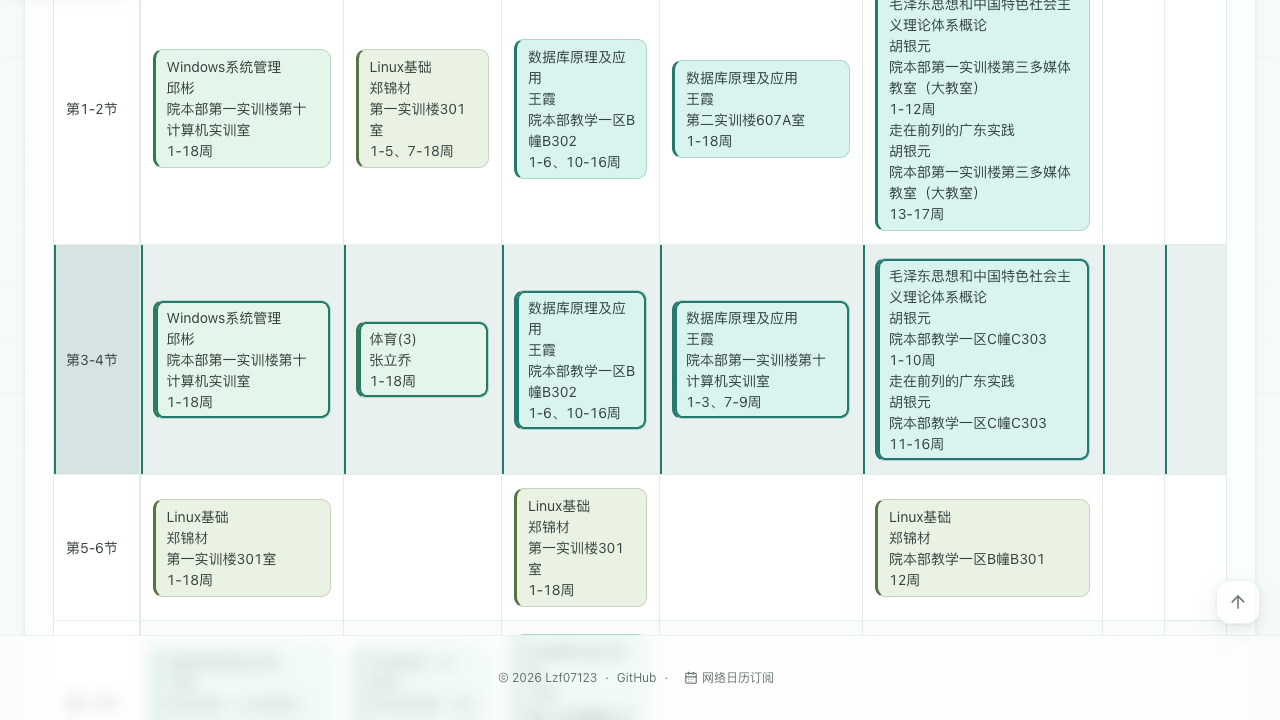 第1-2节
Windows系统管理
邱彬
院本部第一实训楼第十
计算机实训室
1-18周
Linux基础
郑锦材
第一实训楼301
室
1-5、7-18周
数据库原理及应
用
王霞
院本部教学一区B
幢B302
1-6、10-16周
数据库原理及应用
王霞
第二实训楼607A室
1-18周
毛泽东思想和中国特色社会主
义理论体系概论
胡银元
院本部第一实训楼第三多媒体
教室（大教室）
1-12周
走在前列的广东实践
胡银元
院本部第一实训楼第三多媒体
教室（大教室）
13-17周
第3-4节
Windows系统管理
邱彬
院本部第一实训楼第十
计算机实训室
1-18周
体育(3)
张立乔
1-18周
数据库原理及应
用
王霞
院本部教学一区B
幢B302
1-6、10-16周
数据库原理及应用
王霞
院本部第一实训楼第十
计算机实训室
1-3、7-9周
毛泽东思想和中国特色社会主
义理论体系概论
胡银元
院本部教学一区C幢C303
1-10周
走在前列的广东实践
胡银元
院本部教学一区C幢C303
11-16周
第5-6节
Linux基础
郑锦材
第一实训楼301室
1-18周
Linux基础
郑锦材
第一实训楼301
室
1-18周
Linux基础
郑锦材
院本部教学一区B幢B301
12周
© 2026 Lzf07123 · GitHub · 网络日历订阅